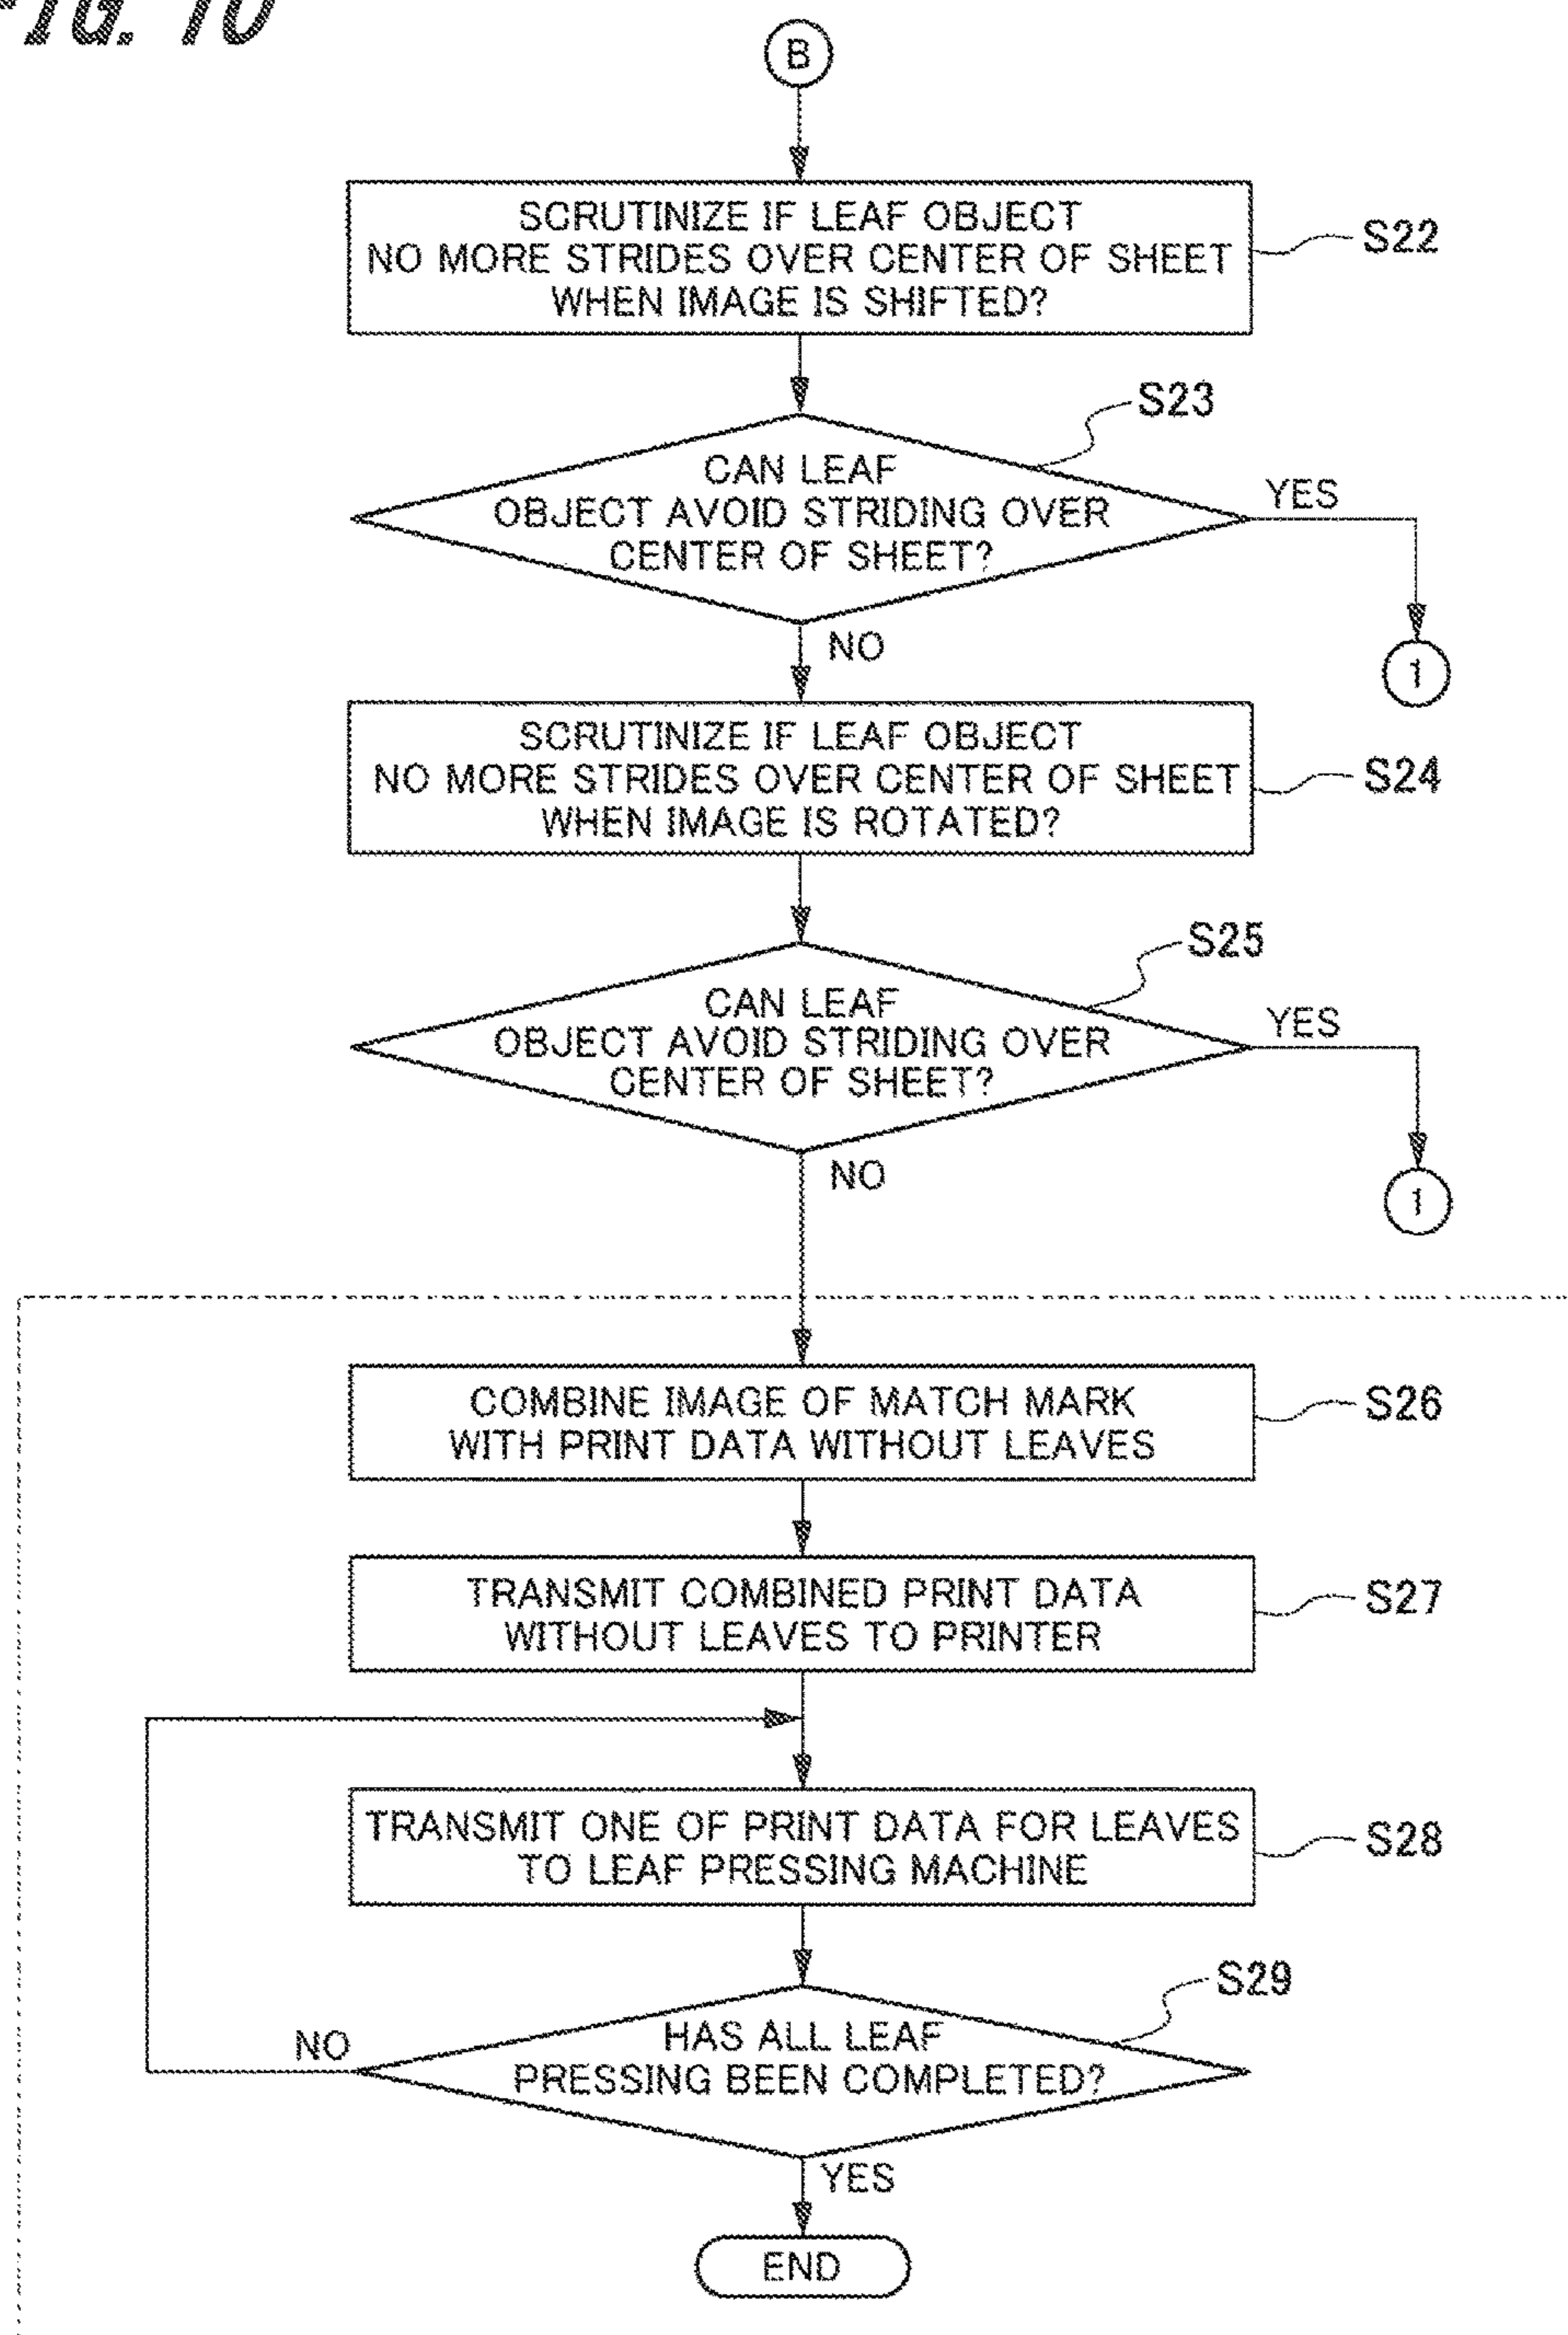 FIG. 10
B
SCRUTINIZE IF LEAF OBJECT
NO MORE STRIDES OVER CENTER OF SHEET
WHEN IMAGE IS SHIFTED?
S22
S23
CAN LEAF
OBJECT AVOID STRIDING OVER
CENTER OF SHEET?
YES
NO
1
SCRUTINIZE IF LEAF OBJECT
NO MORE STRIDES OVER CENTER OF SHEET
WHEN IMAGE IS ROTATED?
S24
S25
CAN LEAF
OBJECT AVOID STRIDING OVER
CENTER OF SHEET?
YES
NO
1
COMBINE IMAGE OF MATCH MARK
WITH PRINT DATA WITHOUT LEAVES
S26
TRANSMIT COMBINED PRINT DATA
WITHOUT LEAVES TO PRINTER
S27
TRANSMIT ONE OF PRINT DATA FOR LEAVES
TO LEAF PRESSING MACHINE
S28
S29
HAS ALL LEAF
PRESSING BEEN COMPLETED?
NO
YES
END